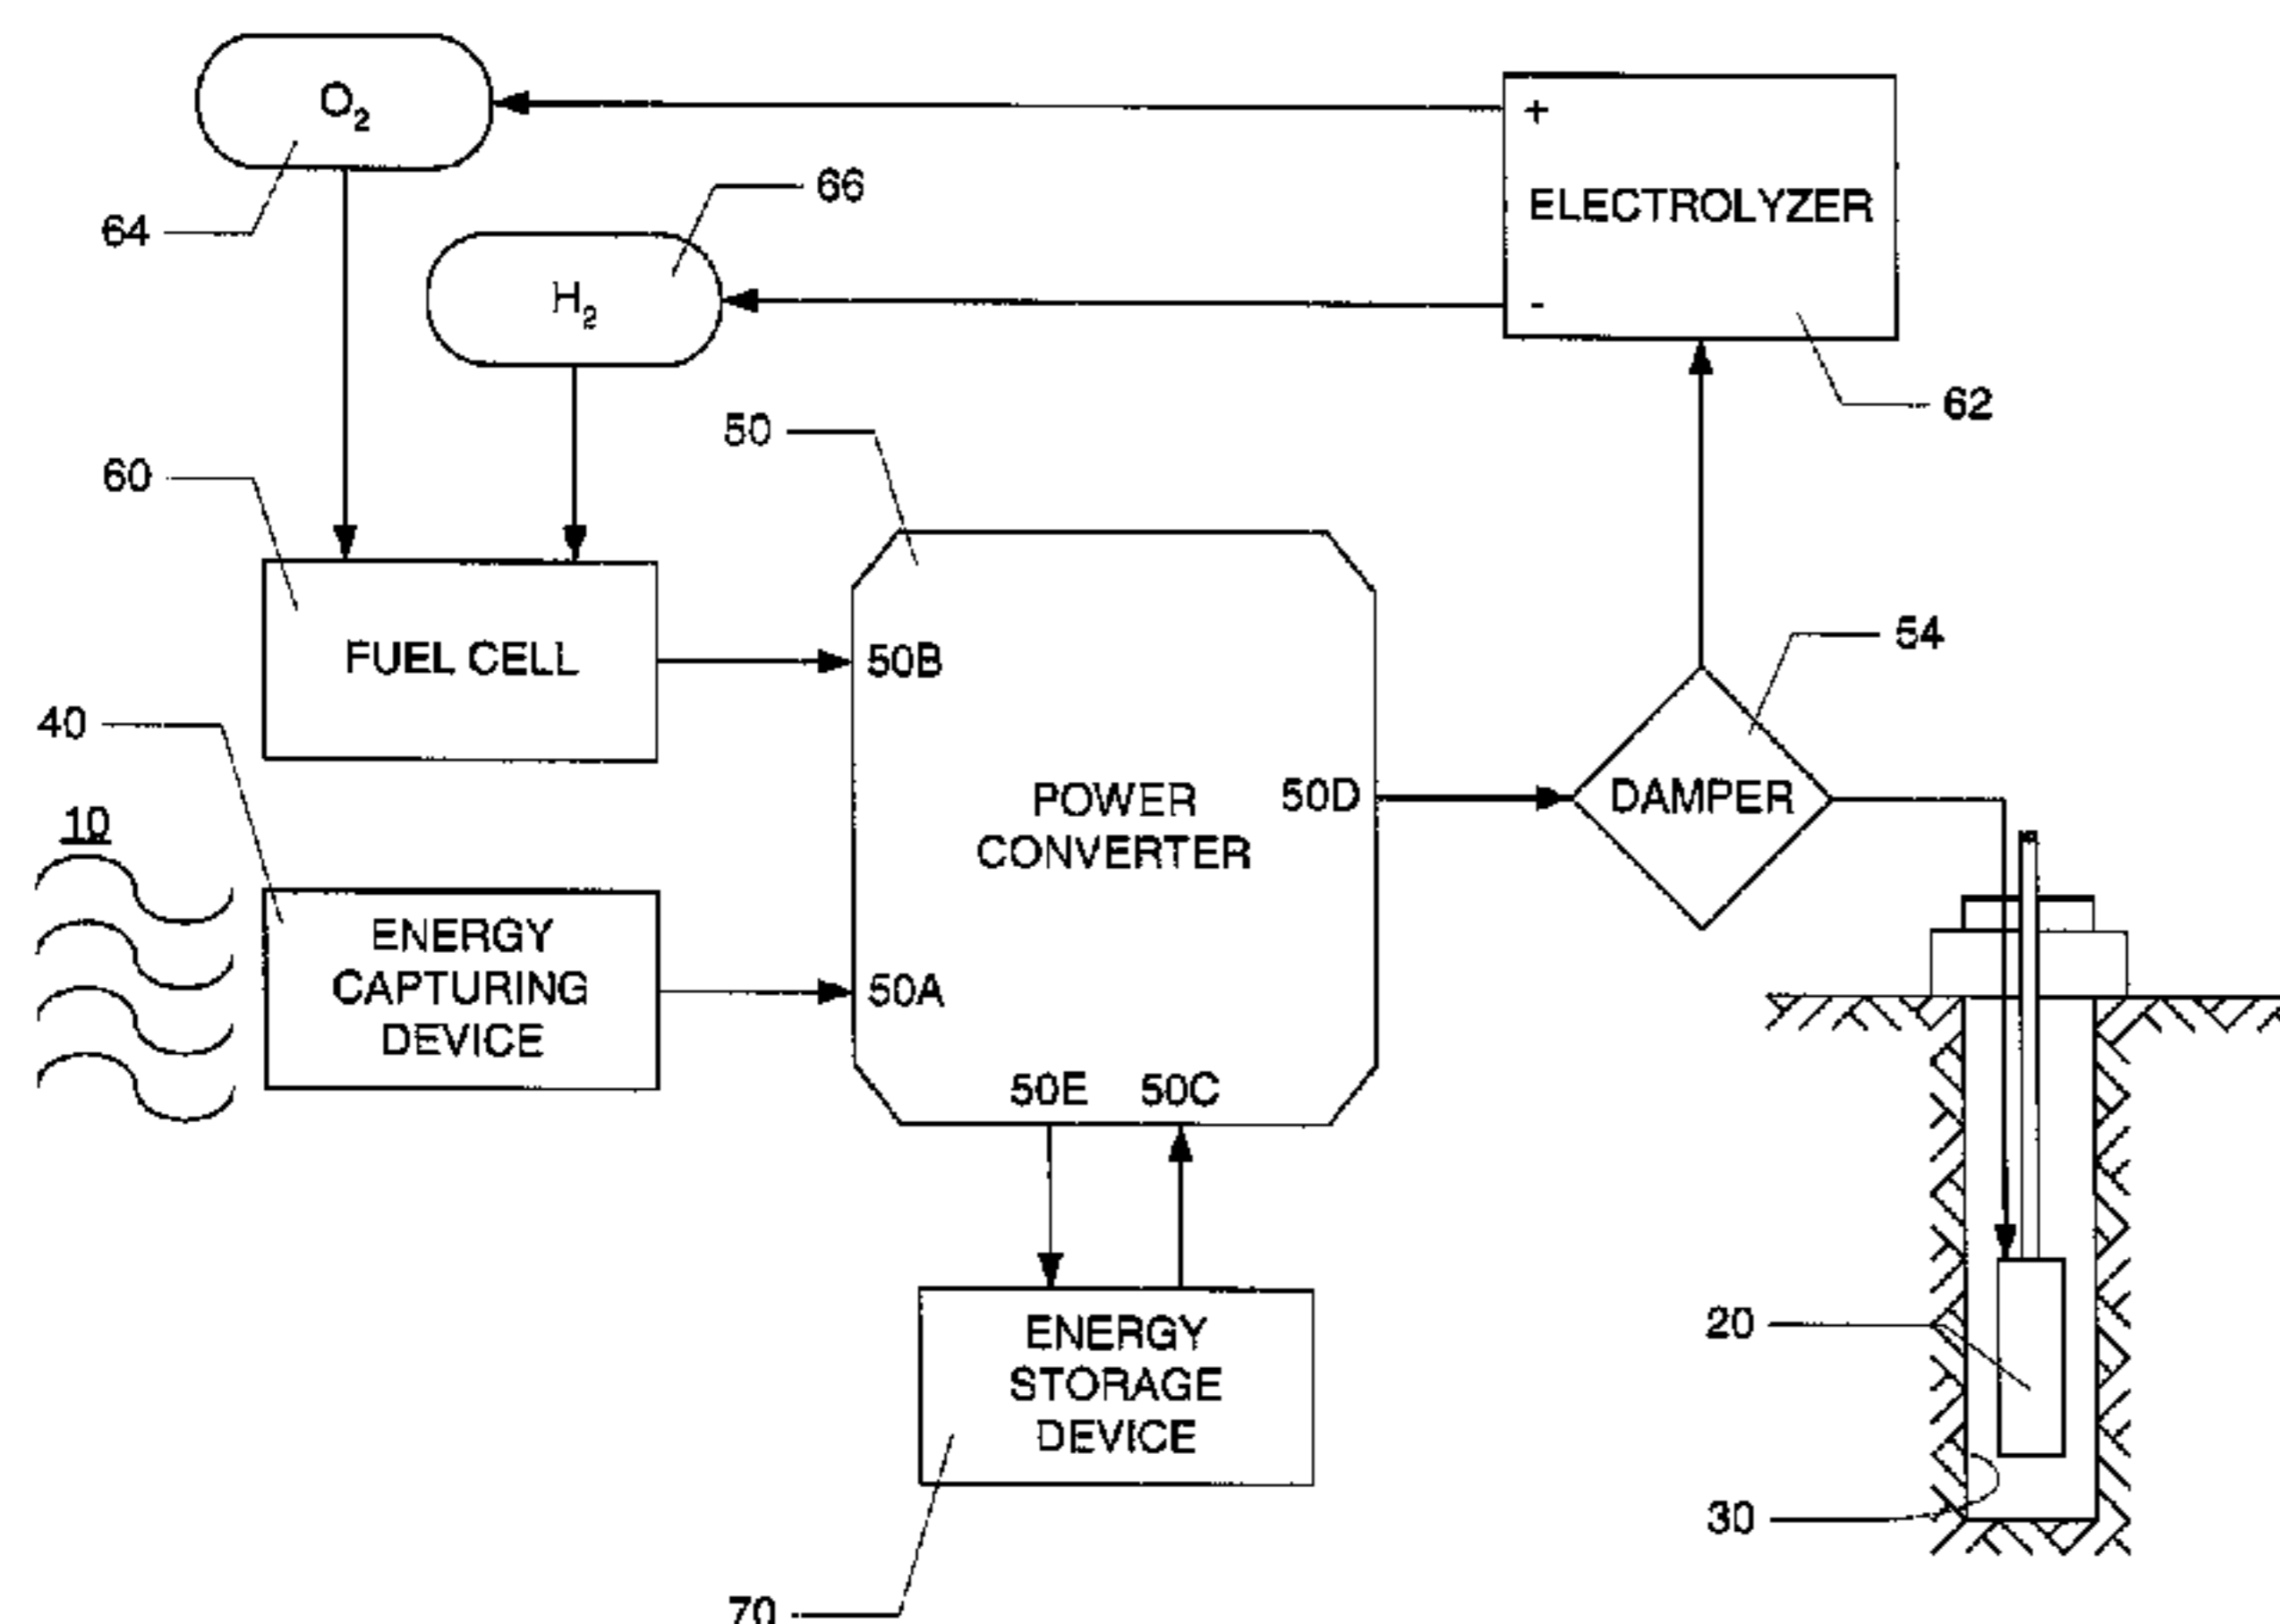 O2
+
66
ELECTROLYZER
64
H2
-
62
50
60
54
FUEL CELL
50B
40
POWER
CONVERTER
50D
DAMPER
10
ENERGY
CAPTURING
DEVICE
50A
50E
50C
ENERGY
STORAGE
DEVICE
20
30
70